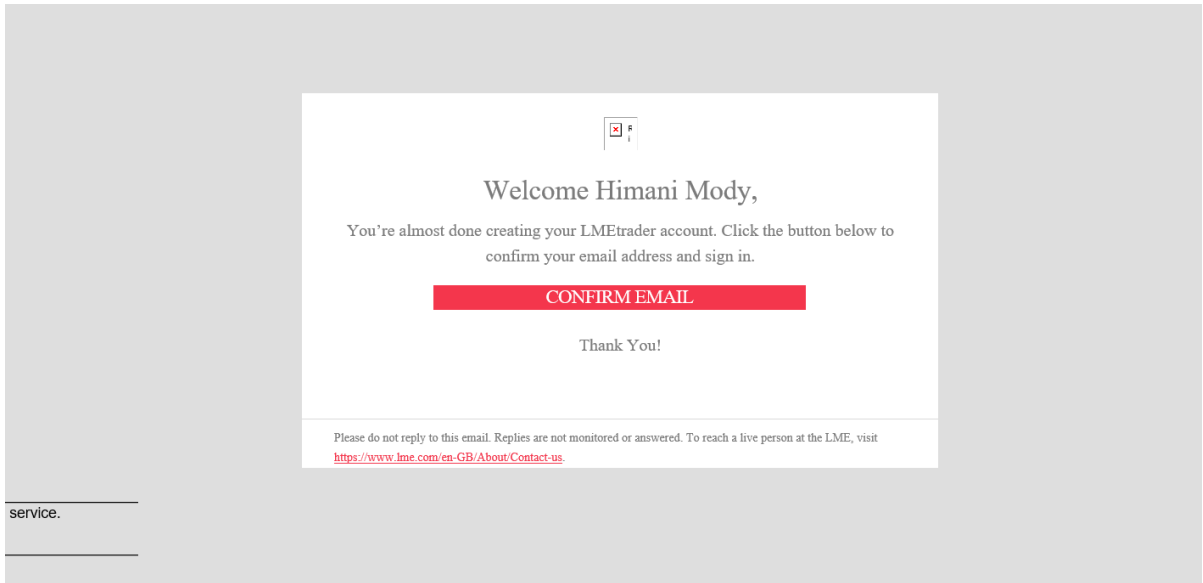 Welcome Himani Mody,
You're almost done creating your LMEtrader account. Click the button below to
confirm your email address and sign in.
CONFIRM EMAIL
Thank You!
Please do not reply to this email. Replies are not monitored or answered. To reach a live person at the LME, visit
https://www.lme.com/en-GB/About/Contact-us.
service.